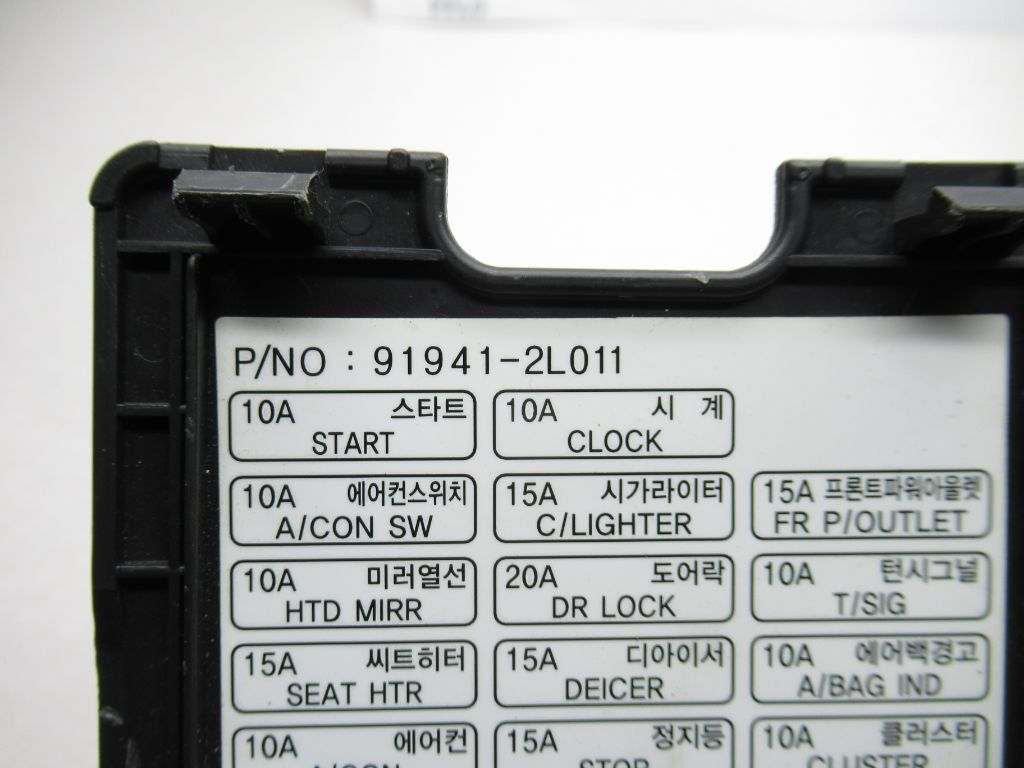 P/NO : 91941-2L011
10A 스타트
START
10A 시 계
CLOCK
10A 에어컨스위치
A/CON SW
15A 시가라이터
C/LIGHTER
15A 프론트파워아울렛
FR P/OUTLET
10A 미러열선
HTD MIRR
20A 도어락
DR LOCK
10A 턴시그널
T/SIG
15A 씨트히터
SEAT HTR
15A 디아이서
DEICER
10A 에어백경고
A/BAG IND
10A 에어컨
A/CON
15A 정지등
STOP
10A 클러스터
CLUSTER